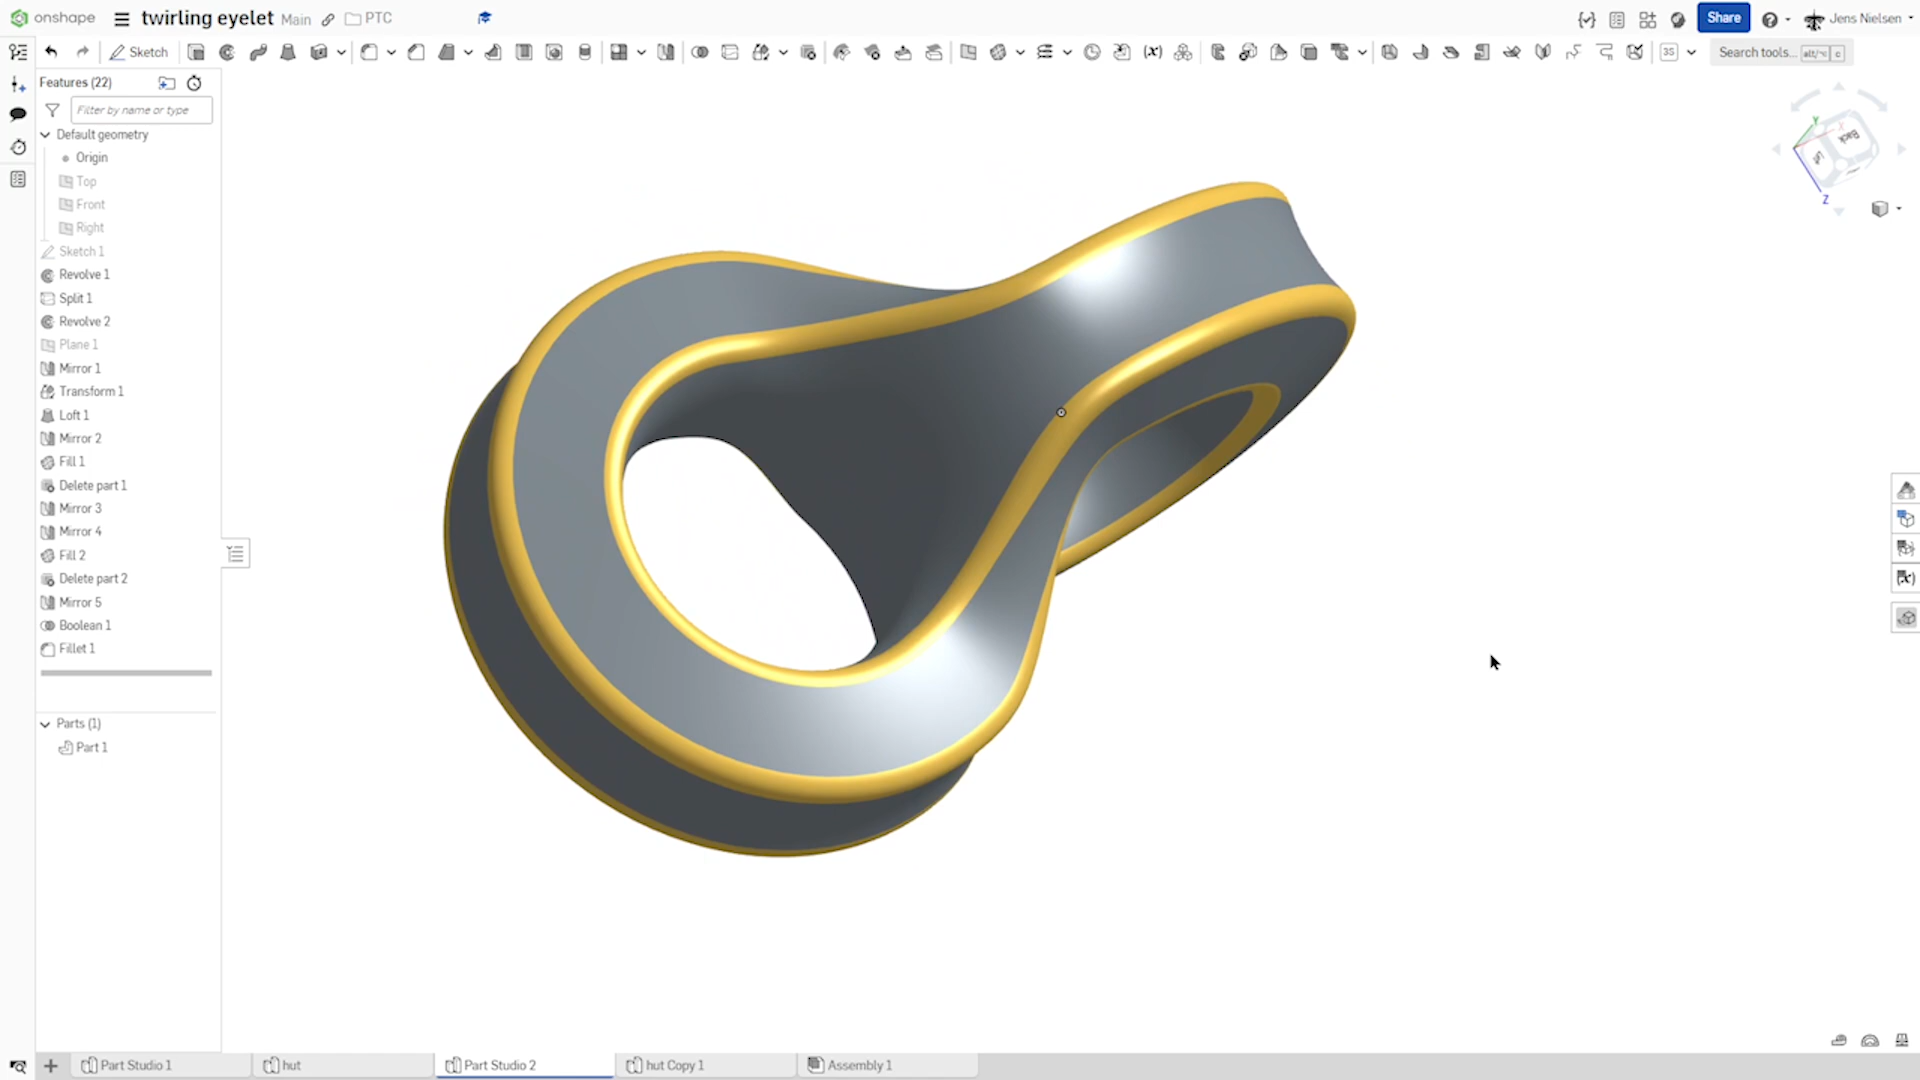 onshape
twirling eyelet Main PTC
Share
Jens Nielsen
Sketch
(x)
3S
Search tools... alt/⌥ c
Features (22)
Filter by name or type
Default geometry
Origin
Top
Front
Right
Sketch 1
Revolve 1
Split 1
Revolve 2
Plane 1
Mirror 1
Transform 1
Loft 1
Mirror 2
Fill 1
Delete part 1
Mirror 3
Mirror 4
Fill 2
Delete part 2
Mirror 5
Boolean 1
Fillet 1
Parts (1)
Part 1
Y
X
Back
Left
Z
(x)
Part Studio 1
hut
Part Studio 2
hut Copy 1
Assembly 1